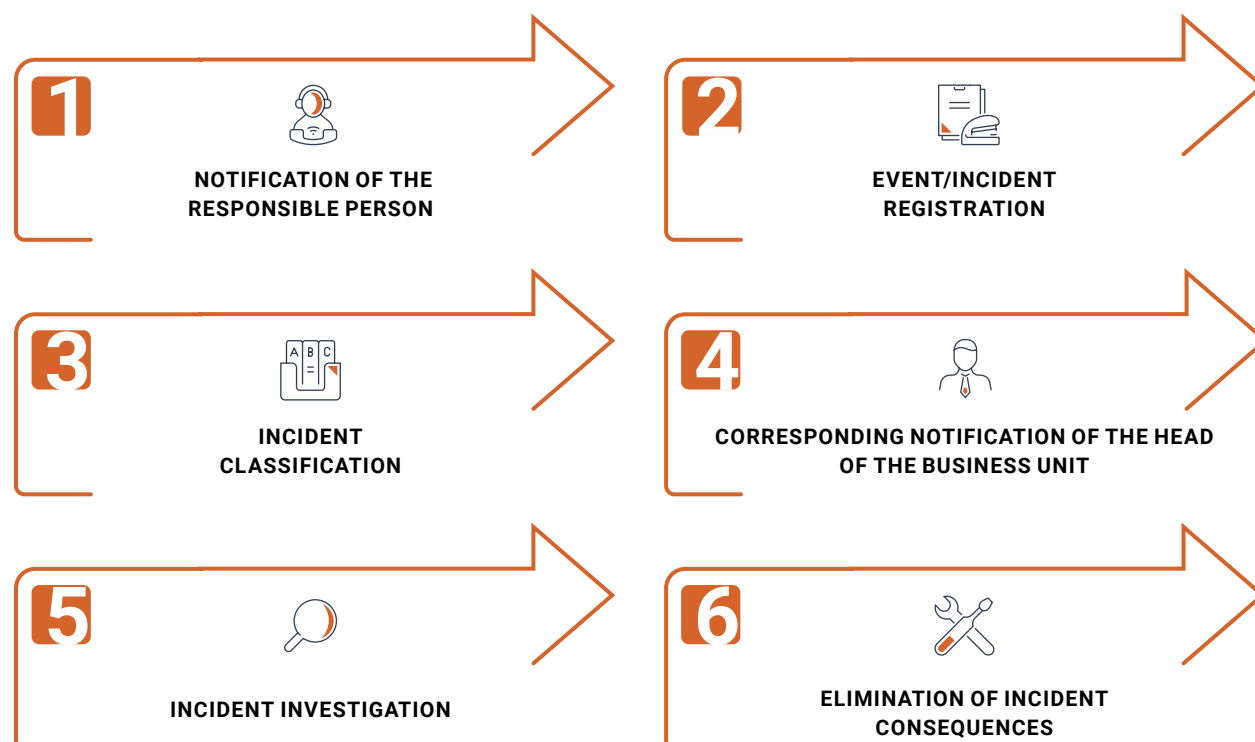 1
NOTIFICATION OF THE
RESPONSIBLE PERSON
2
EVENT/INCIDENT
REGISTRATION
3
A B C
INCIDENT
CLASSIFICATION
4
CORRESPONDING NOTIFICATION OF THE HEAD
OF THE BUSINESS UNIT
5
INCIDENT INVESTIGATION
6
ELIMINATION OF INCIDENT
CONSEQUENCES